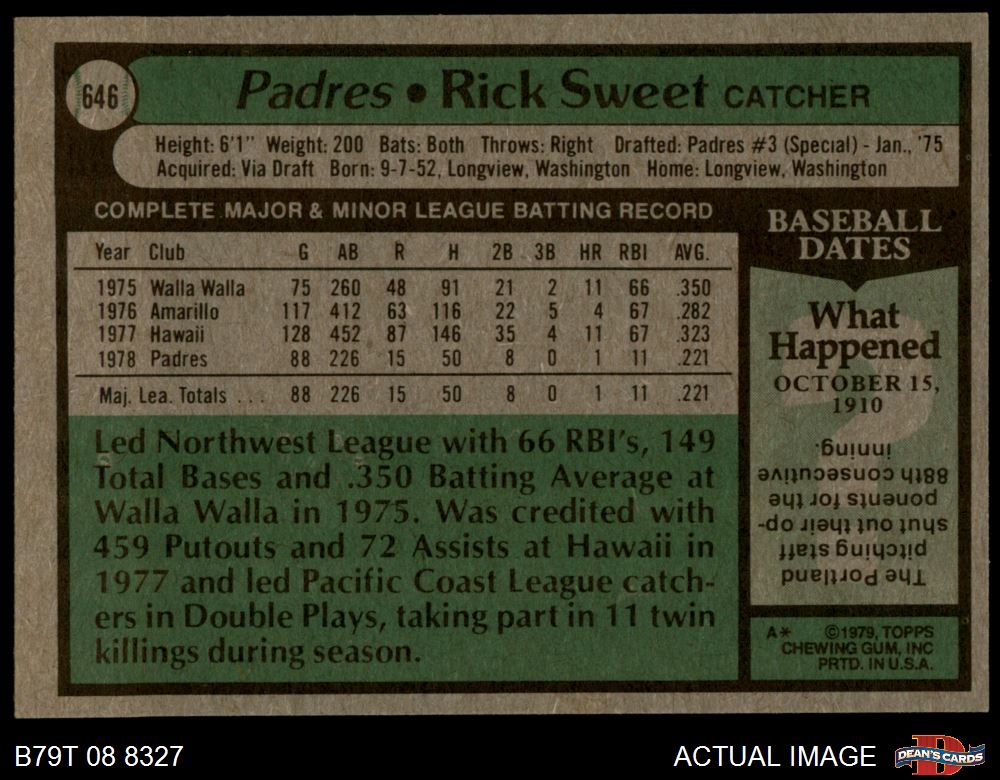 646
Padres • Rick Sweet CATCHER
Height: 6'1" Weight: 200 Bats: Both Throws: Right Drafted: Padres #3 (Special) - Jan., '75
Acquired: Via Draft Born: 9-7-52, Longview, Washington Home: Longview, Washington
COMPLETE MAJOR & MINOR LEAGUE BATTING RECORD
Year Club G AB R H 2B 3B HR RBI AVG.
1975 Walla Walla 75 260 48 91 21 2 11 66 .350
1976 Amarillo 117 412 63 116 22 5 4 67 .282
1977 Hawaii 128 452 87 146 35 4 11 67 .323
1978 Padres 88 226 15 50 8 0 1 11 .221
Maj. Lea. Totals . . . 88 226 15 50 8 0 1 11 .221
Led Northwest League with 66 RBI's, 149
Total Bases and .350 Batting Average at
Walla Walla in 1975. Was credited with
459 Putouts and 72 Assists at Hawaii in
1977 and led Pacific Coast League catch-
ers in Double Plays, taking part in 11 twin
killings during season.
BASEBALL
DATES
What
Happened
OCTOBER 15,
1910
The Portland
pitching staff
shut out their op-
ponents for the
88th consecutive
inning.
A* ©1979, TOPPS
CHEWING GUM, INC
PRTD. IN U.S.A.
B79T 08 8327
ACTUAL IMAGE
D
DEAN'S CARDS